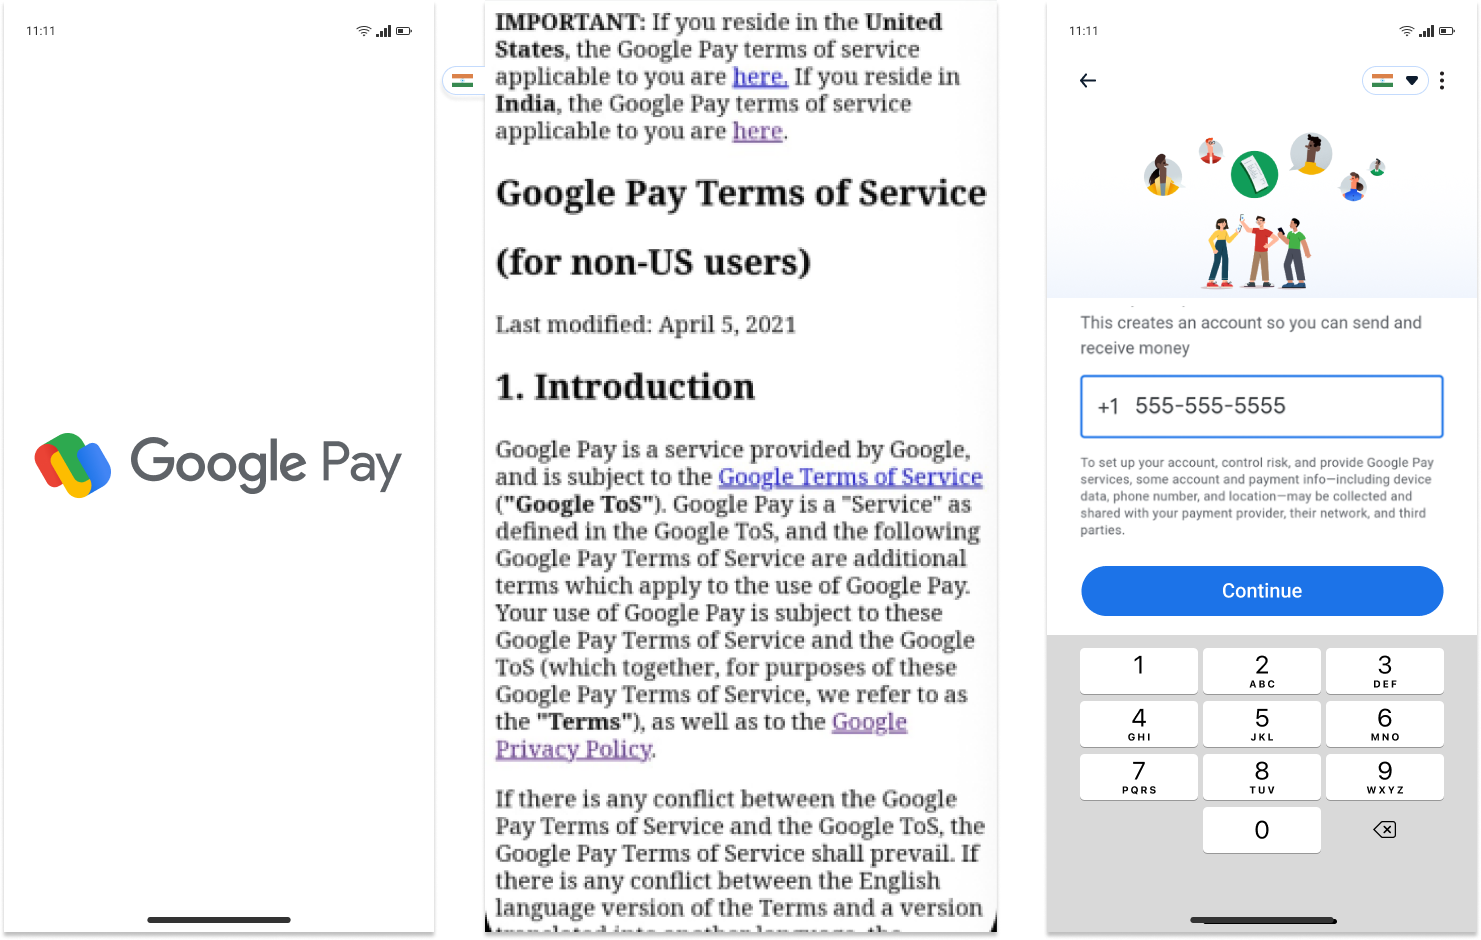 11:11
Google Pay
IMPORTANT: If you reside in the United
States, the Google Pay terms of service
applicable to you are here. If you reside in
India, the Google Pay terms of service
applicable to you are here.
Google Pay Terms of Service
(for non-US users)
Last modified: April 5, 2021
1. Introduction
Google Pay is a service provided by Google,
and is subject to the Google Terms of Service
("Google ToS"). Google Pay is a "Service" as
defined in the Google ToS, and the following
Google Pay Terms of Service are additional
terms which apply to the use of Google Pay.
Your use of Google Pay is subject to these
Google Pay Terms of Service and the Google
ToS (which together, for purposes of these
Google Pay Terms of Service, we refer to as
the "Terms"), as well as to the Google
Privacy Policy.
If there is any conflict between the Google
Pay Terms of Service and the Google ToS, the
Google Pay Terms of Service shall prevail. If
there is any conflict between the English
language version of the Terms and a version
translated into another language, the
11:11
This creates an account so you can send and
receive money
+1 555-555-5555
To set up your account, control risk, and provide Google Pay
services, some account and payment info—including device
data, phone number, and location—may be collected and
shared with your payment provider, their network, and third
parties.
Continue
1 2 3
ABC DEF
4 5 6
GHI JKL MNO
7 8 9
PQRS TUV WXYZ
0